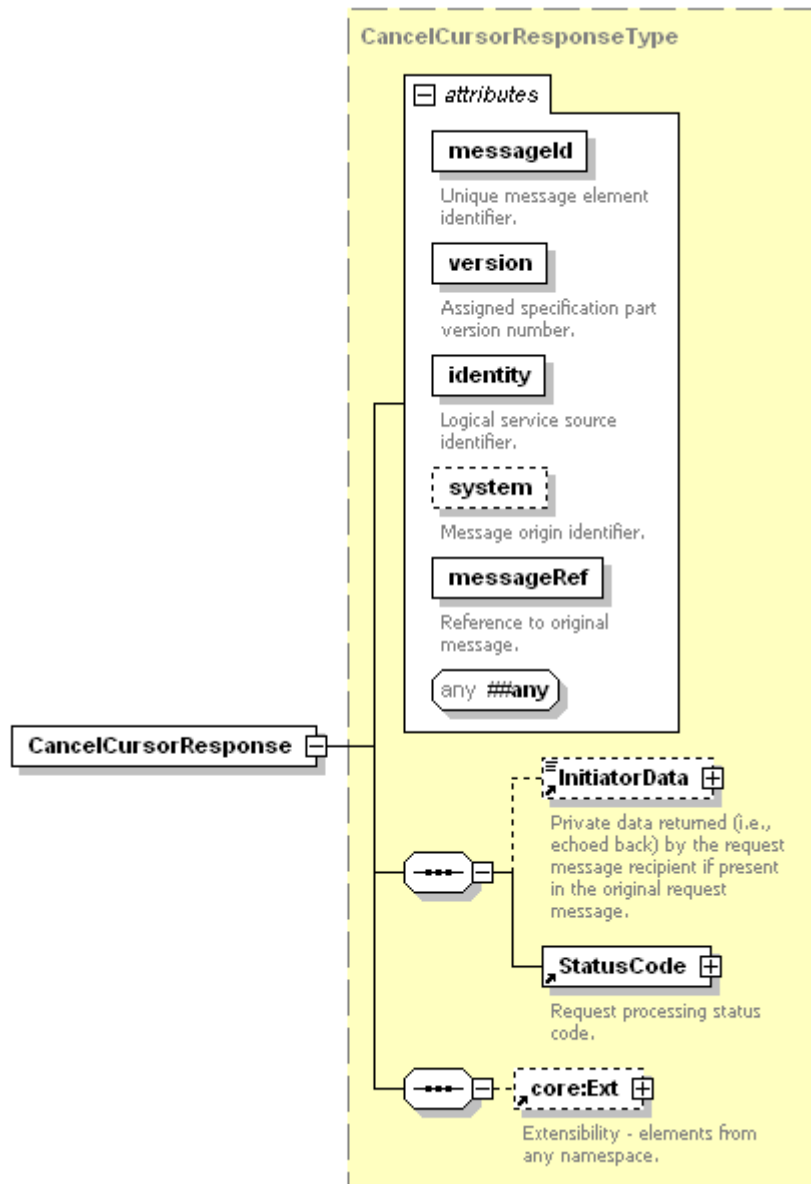 CancelCursorResponseType
attributes
messageId
Unique message element
identifier.
version
Assigned specification part
version number.
identity
Logical service source
identifier.
system
Message origin identifier.
messageRef
Reference to original
message.
any ##any
CancelCursorResponse
InitiatorData
Private data returned (i.e.,
echoed back) by the request
message recipient if present
in the original request
message.
StatusCode
Request processing status
code.
core:Ext
Extensibility - elements from
any namespace.